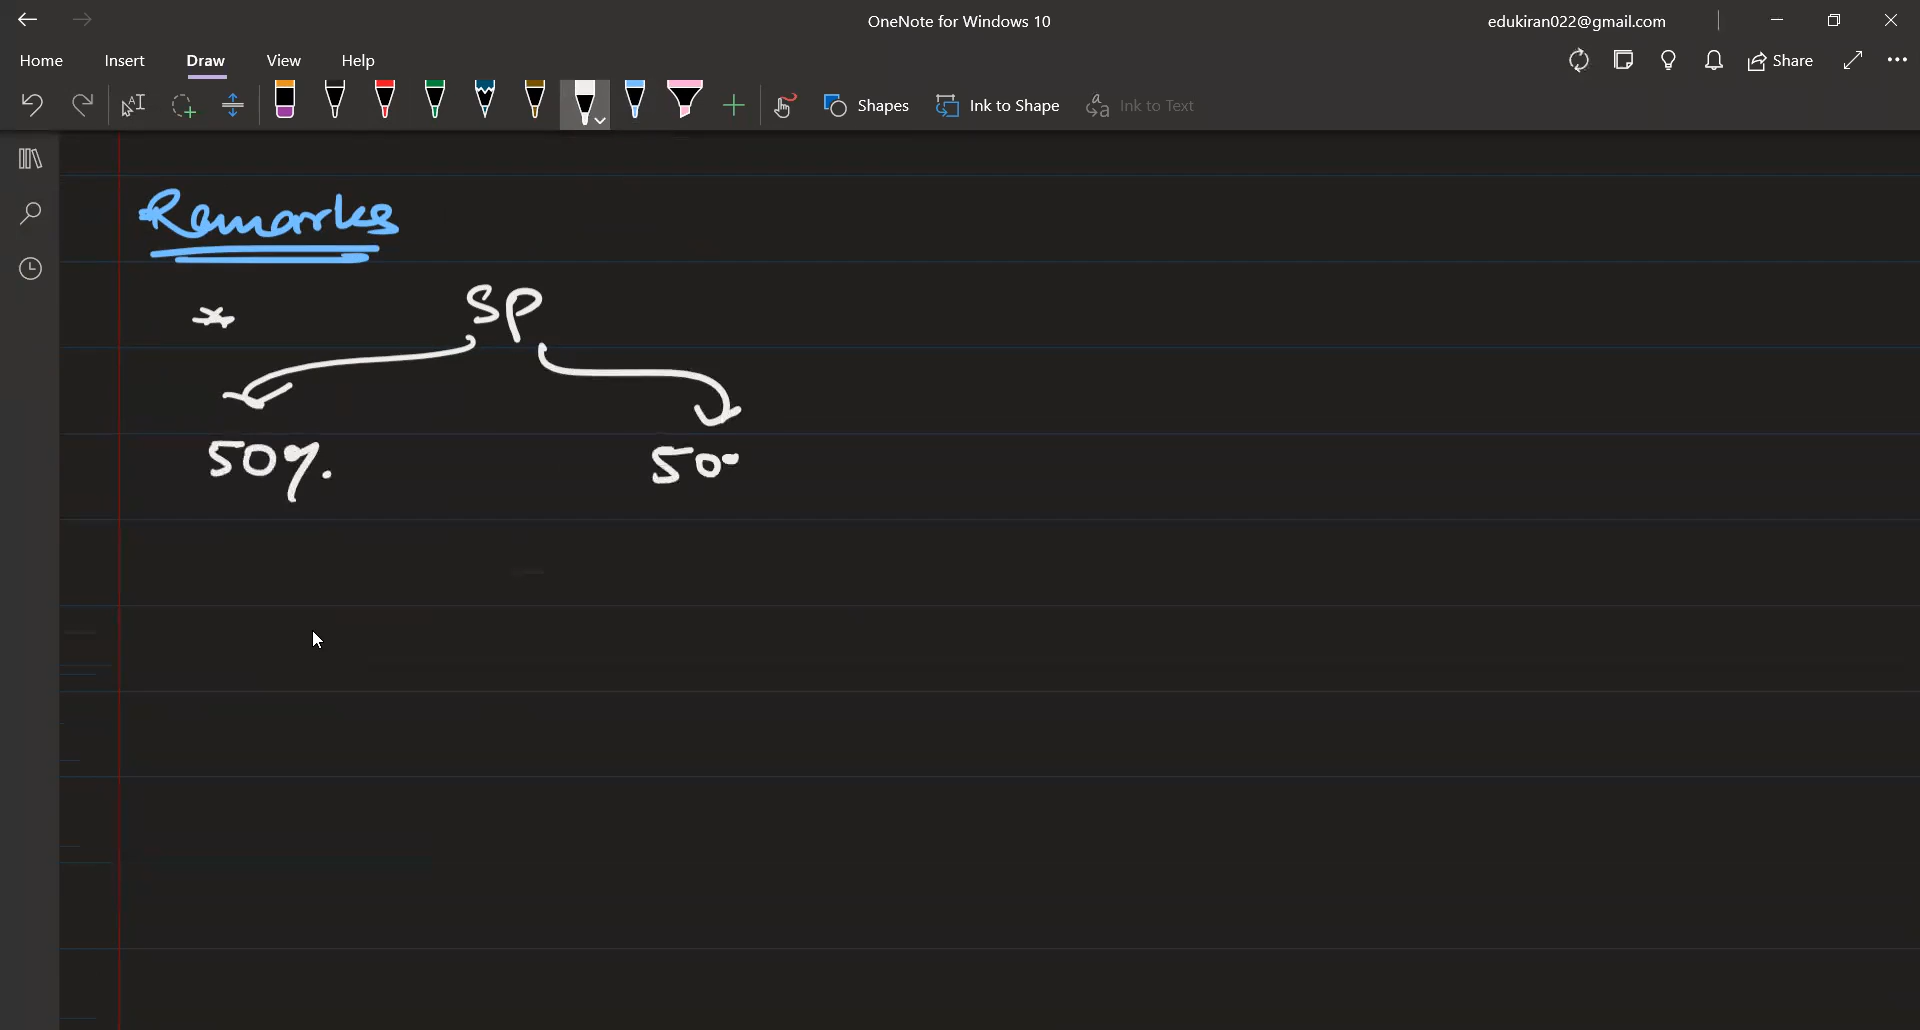 OneNote for Windows 10
edukiran022@gmail.com
Home Insert Draw View Help
Share
Shapes Ink to Shape Ink to Text
Remarks
* SP
50%. 50